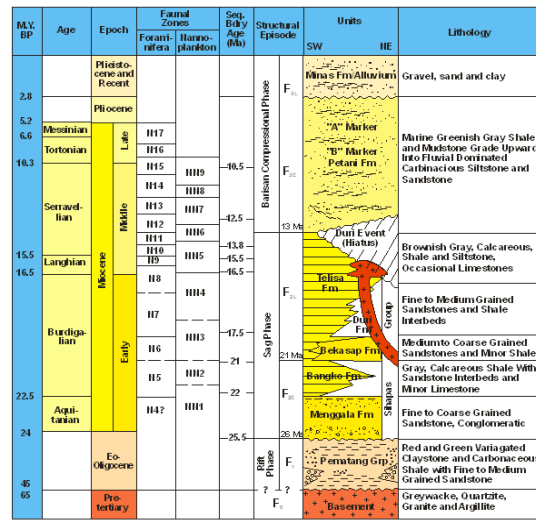 M.Y. BP
Age
Epoch
Faunal Zones
Forami-
nifera
Nanno-
plankton
Seq. Bdry Age (Ma)
Structural Episode
Units
SW NE
Lithology
2.8
5.2
6.6
10.3
15.5
16.5
22.5
24
45
65
Messinian
Tortonian
Serravel-
lian
Langhian
Burdiga-
lian
Aqui-
tanian
Plieisto-
cene and
Recent
Pliocene
Miocene
Late
Middle
Early
Eo-
Oligocene
Pre-
tertiary
N17
N16
N15
N14
N13
N12
N11
N10
N9
N8
N7
N6
N5
N4?
NN9
NN8
NN7
NN6
NN5
NN4
NN3
NN2
NN1
10.5
12.5
13.8
15.5
16.5
17.5
21
22
25.5
Barisan Compressional Phase
Sag Phase
Rift
Phase
? ?
Minas Fm/Alluvium
"A" Marker
"B" Marker
Petani Fm
13 Ma
Duri Event
(Hiatus)
Telisa
Fm
Duri
Fm
21 Ma
Bekasap Fm
Bangko Fm
Menggala Fm
26 Ma
Sihapas Group
Pematang Grp
Basement
Gravel, sand and clay
Marine Greenish Gray Shale
and Mudstone Grade Upward
Into Fluvial Dominated
Carbinacious Siltstone and
Sandstone
Brownish Gray, Calcareous,
Shale and Siltstone,
Occasional Limestones
Fine to Medium Grained
Sandstones and Shale
Interbeds
Medium to Coarse Grained
Sandstones and Minor Shale
Gray, Calcareous Shale With
Sandstone Interbeds and
Minor Limestone
Fine to Coarse Grained
Sandstone, Conglomeratic
Red and Green Variagated
Claystone and Carbonaceous
Shale with Fine to Medium
Grained Sandstone
Greywacke, Quartzite,
Granite and Argillite